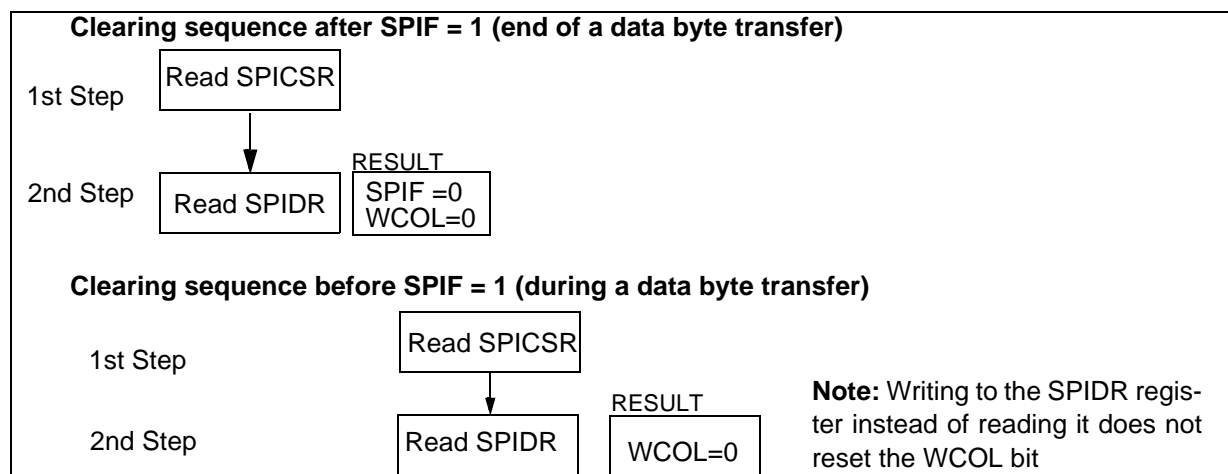 Clearing sequence after SPIF = 1 (end of a data byte transfer)
1st Step
Read SPICSR
2nd Step
Read SPIDR
RESULT
SPIF =0
WCOL=0
Clearing sequence before SPIF = 1 (during a data byte transfer)
1st Step
Read SPICSR
2nd Step
Read SPIDR
RESULT
WCOL=0
Note: Writing to the SPIDR regis-
ter instead of reading it does not
reset the WCOL bit